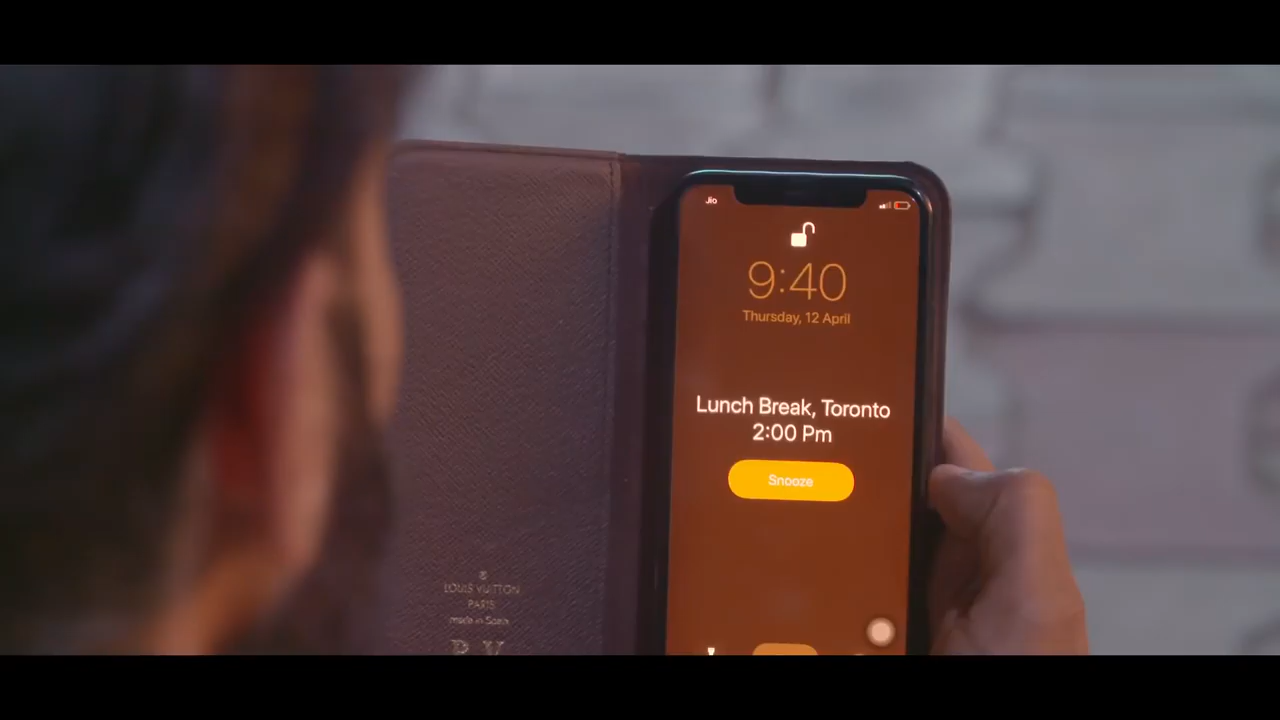 Jio
9:40
Thursday, 12 April
Lunch Break, Toronto
2:00 Pm
Snooze
LOUIS VUITTON
PARIS
made in Spain
P V